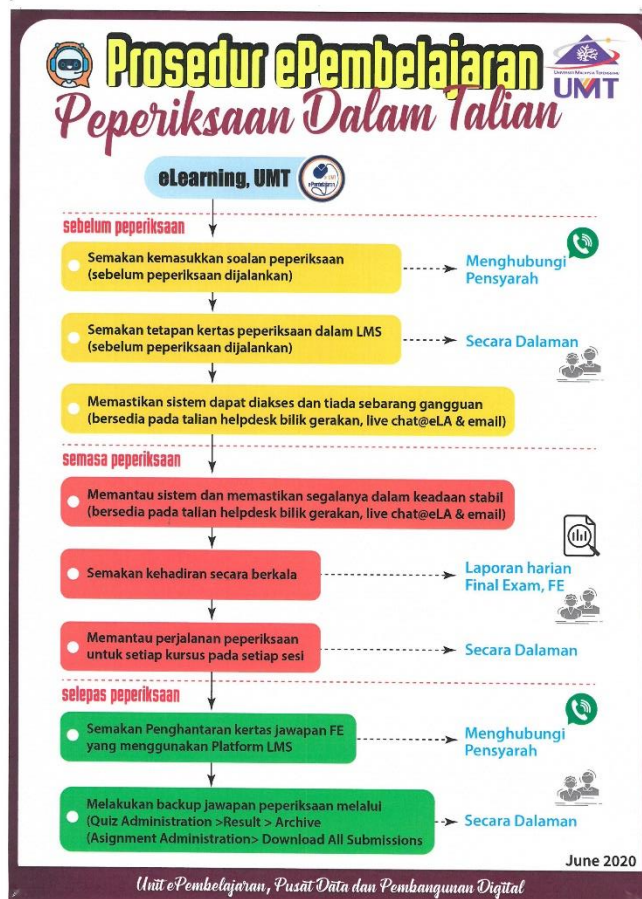 Prosedur ePembelajaran
Peperiksaan Dalam Talian
UNIVERSITI MALAYSIA TERENGGANU
UMT
eLearning, UMT
ePembelajaran
sebelum peperiksaan
Semakan kemasukkan soalan peperiksaan
(sebelum peperiksaan dijalankan)
Menghubungi
Pensyarah
Semakan tetapan kertas peperiksaan dalam LMS
(sebelum peperiksaan dijalankan)
Secara Dalaman
Memastikan sistem dapat diakses dan tiada sebarang gangguan
(bersedia pada talian helpdesk bilik gerakan, live chat@eLA & email)
semasa peperiksaan
Memantau sistem dan memastikan segalanya dalam keadaan stabil
(bersedia pada talian helpdesk bilik gerakan, live chat@eLA & email)
Semakan kehadiran secara berkala
Laporan harian
Final Exam, FE
Memantau perjalanan peperiksaan
untuk setiap kursus pada setiap sesi
Secara Dalaman
selepas peperiksaan
Semakan Penghantaran kertas jawapan FE
yang menggunakan Platform LMS
Menghubungi
Pensyarah
Melakukan backup jawapan peperiksaan melalui
(Quiz Administration >Result > Archive
(Asignment Administration> Download All Submissions
Secara Dalaman
June 2020
Unit ePembelajaran, Pusat Data dan Pembangunan Digital